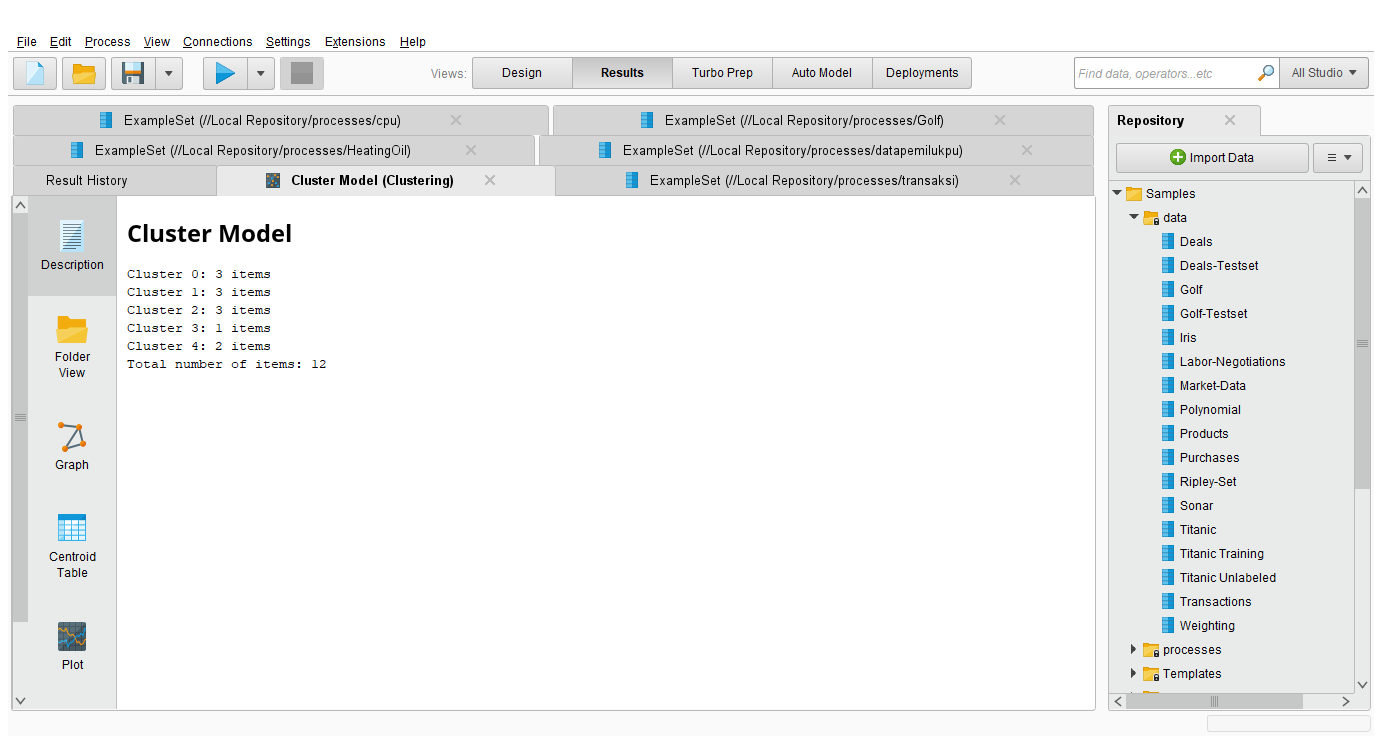 File Edit Process View Connections Settings Extensions Help
Views: Design Results Turbo Prep Auto Model Deployments Find data, operators...etc All Studio
ExampleSet (//Local Repository/processes/cpu) ExampleSet (//Local Repository/processes/Golf)
ExampleSet (//Local Repository/processes/HeatingOil) ExampleSet (//Local Repository/processes/datapemilukpu)
Result History Cluster Model (Clustering) ExampleSet (//Local Repository/processes/transaksi)
Description
Folder
View
Graph
Centroid
Table
Plot
Cluster Model
Cluster 0: 3 items
Cluster 1: 3 items
Cluster 2: 3 items
Cluster 3: 1 items
Cluster 4: 2 items
Total number of items: 12
Repository
Import Data
Samples
data
Deals
Deals-Testset
Golf
Golf-Testset
Iris
Labor-Negotiations
Market-Data
Polynomial
Products
Purchases
Ripley-Set
Sonar
Titanic
Titanic Training
Titanic Unlabeled
Transactions
Weighting
processes
Templates